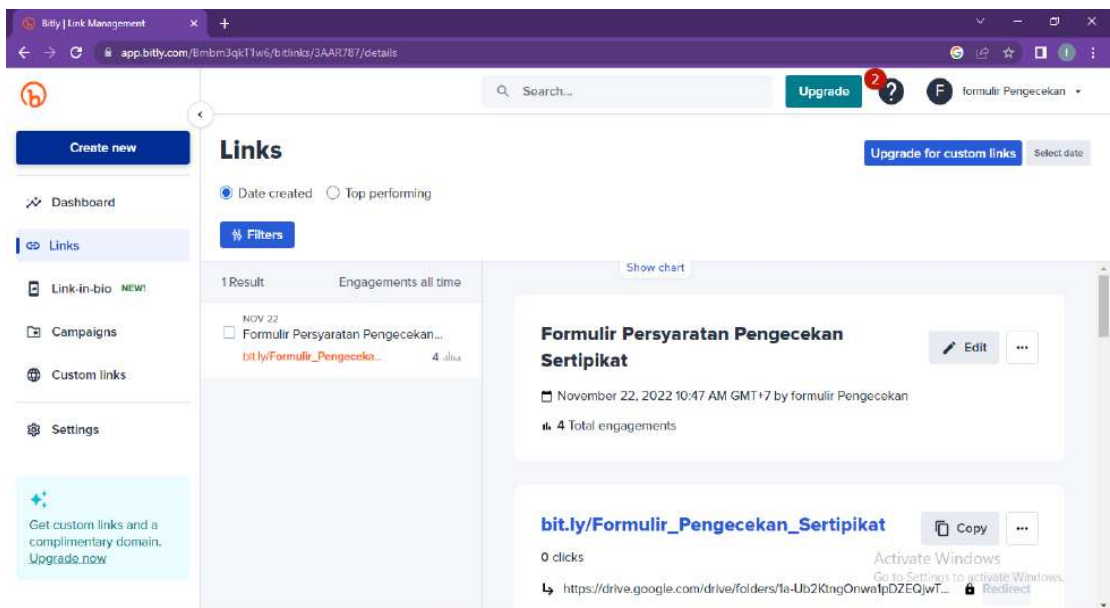 Bitly | Link Management
app.bitly.com/Bmbm3qkT1w6/bitlinks/3AAR787/details
Search...
Upgrade
2
?
F
formulir Pengecekan
Create new
Dashboard
Links
Link-in-bio NEW!
Campaigns
Custom links
Settings
Get custom links and a
complimentary domain.
Upgrade now
Links
Upgrade for custom links
Select date
Date created
Top performing
Filters
1 Result
Engagements all time
NOV 22
Formulir Persyaratan Pengecekan...
bit.ly/Formulir_Pengeceka...
4
Show chart
Formulir Persyaratan Pengecekan
Sertipikat
Edit
November 22, 2022 10:47 AM GMT+7 by formulir Pengecekan
4 Total engagements
bit.ly/Formulir_Pengecekan_Sertipikat
Copy
0 clicks
Activate Windows
Go to Settings to activate Windows.
https://drive.google.com/drive/folders/1a-Ub2KtngOnwa1pDZEQjwT...
Redirect